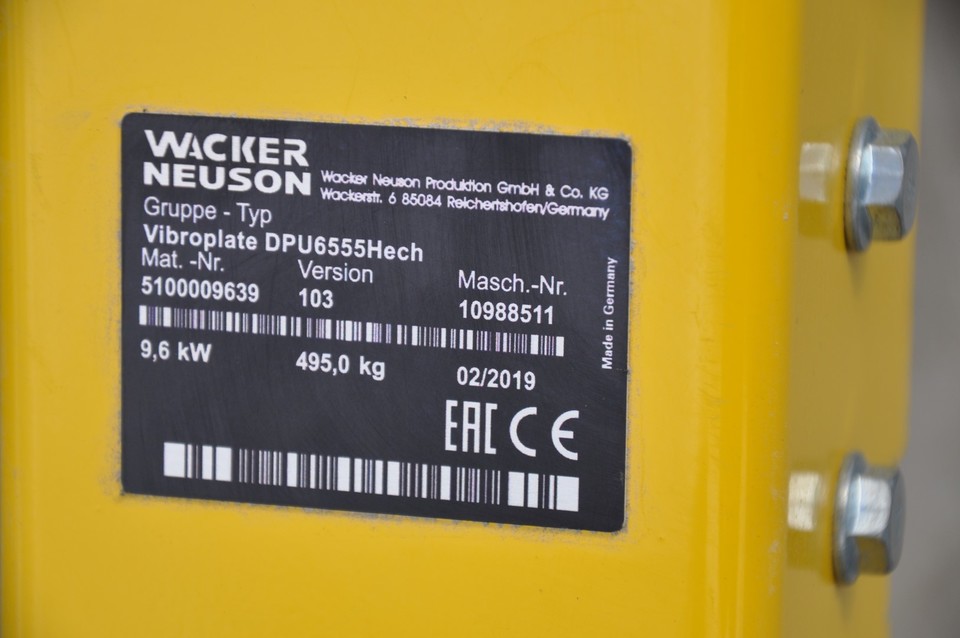 WACKER
NEUSON
Wacker Neuson Produktion GmbH & Co. KG
Wackerstr. 6 85084 Reichertshofen/Germany
Gruppe - Typ
Vibroplate DPU6555Hech
Mat. -Nr. Version Masch.-Nr.
5100009639 103 10988511
9,6 kW 495,0 kg 02/2019
Made in Germany
EAC CE